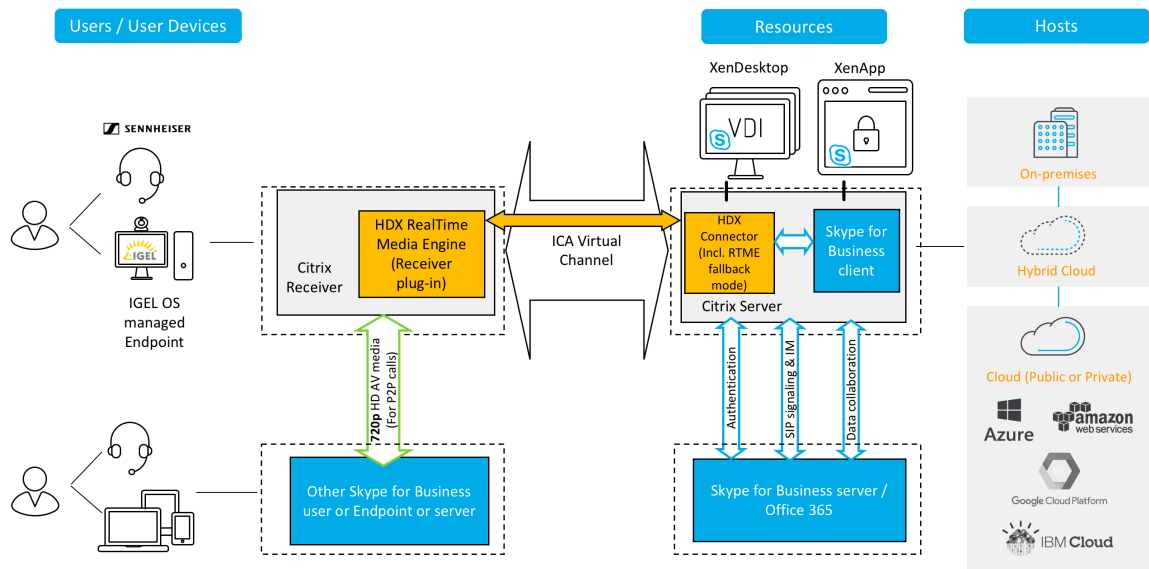 Users / User Devices
Resources
Hosts
XenDesktop
XenApp
SENNHEISER
VDI
S
S
On-premises
IGEL
HDX RealTime
Media Engine
(Receiver
plug-in)
Citrix
Receiver
ICA Virtual
Channel
HDX
Connector
(Incl. RTME
fallback
mode)
Skype for
Business
client
Citrix Server
Hybrid Cloud
IGEL OS
managed
Endpoint
720p HD AV media
(For P2P calls)
Authentication
SIP signaling & IM
Data collaboration
Cloud (Public or Private)
Azure
amazon
web services
Google Cloud Platform
IBM Cloud
Other Skype for Business
user or Endpoint or server
Skype for Business server /
Office 365